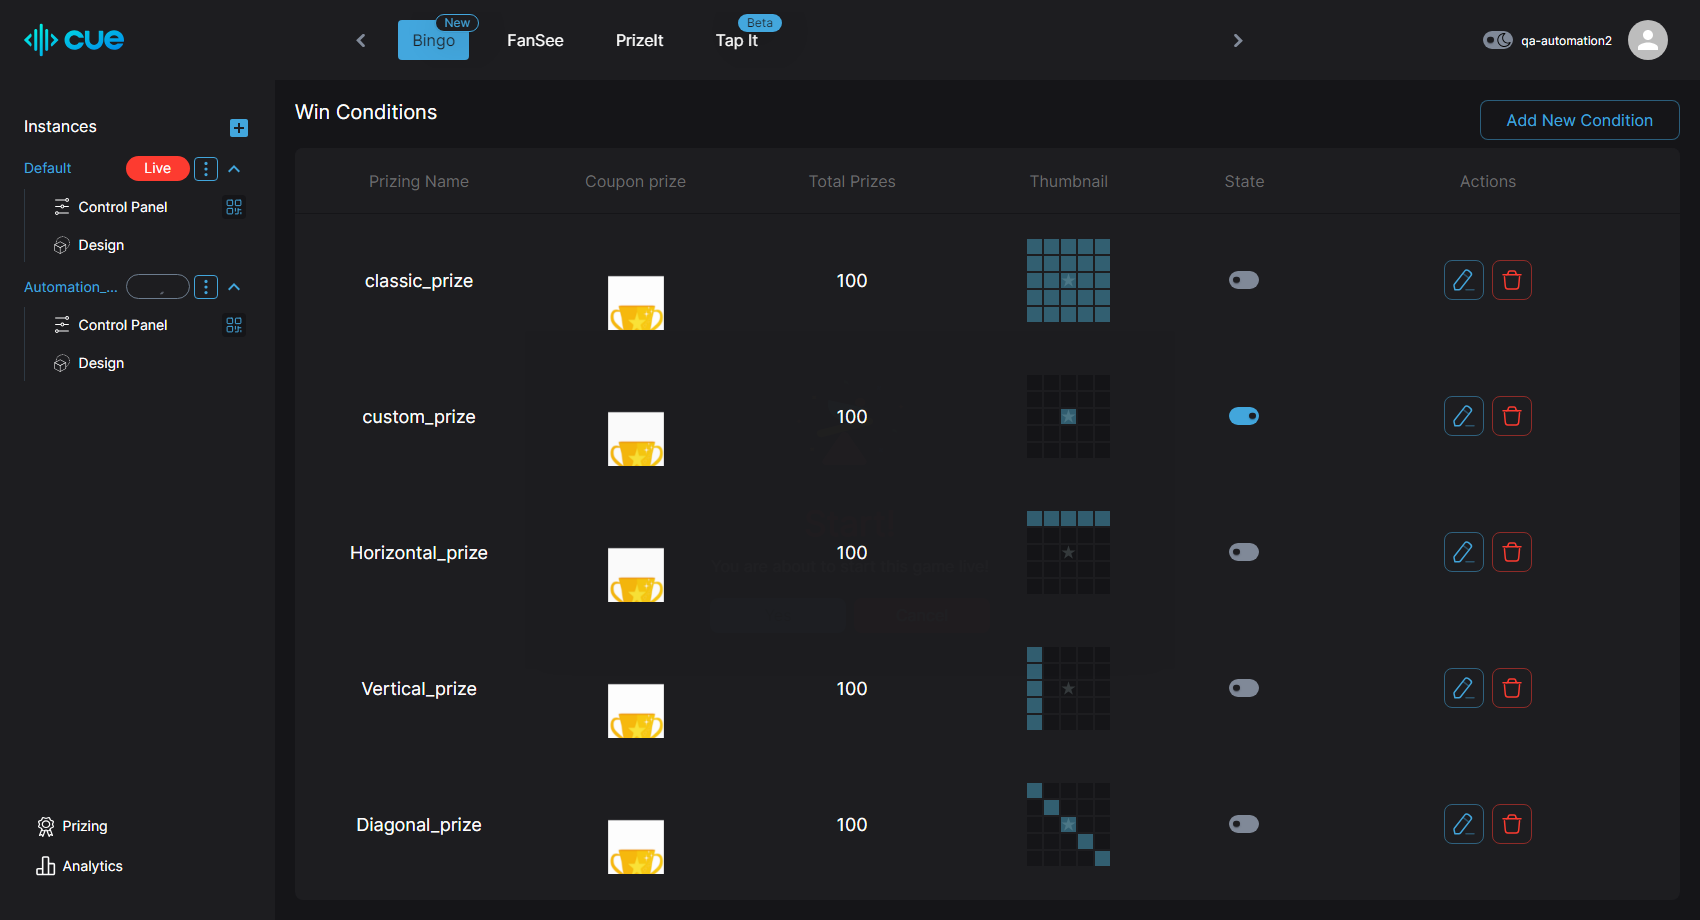 cue
Bingo
New
FanSee
PrizeIt
Tap It
Beta
qa-automation2
Instances
Default
Live
Control Panel
Design
Automation_...
Control Panel
Design
Prizing
Analytics
Win Conditions
Add New Condition
Prizing Name Coupon prize Total Prizes Thumbnail State Actions
classic_prize 100
custom_prize 100
Horizontal_prize 100
Vertical_prize 100
Diagonal_prize 100